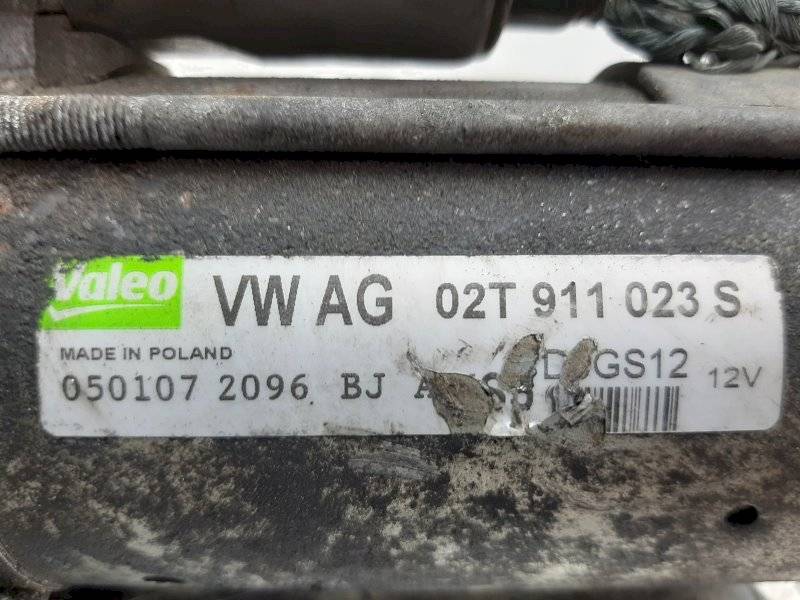 Valeo VW AG 02T 911 023 S
MADE IN POLAND GS12 12V
050107 2096 BJ